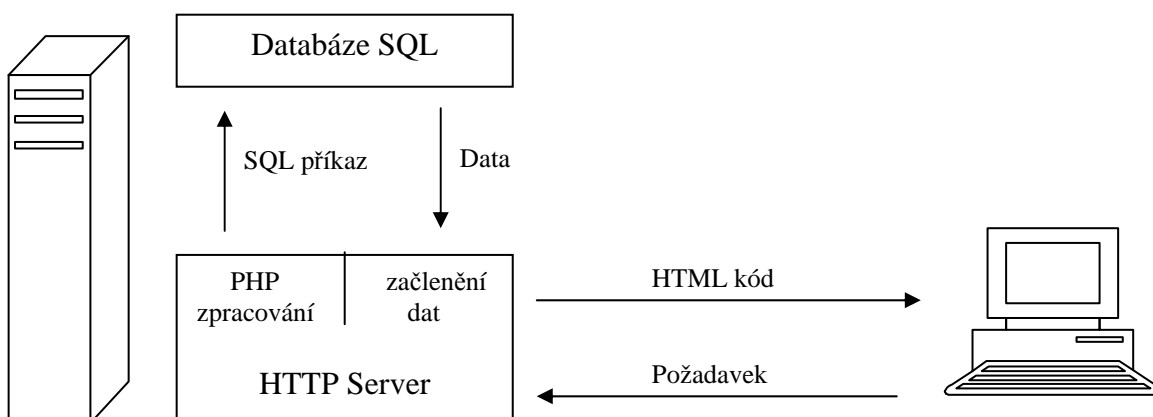 Databáze SQL
SQL příkaz
Data
PHP
zpracování
začlenění
dat
HTTP Server
HTML kód
Požadavek